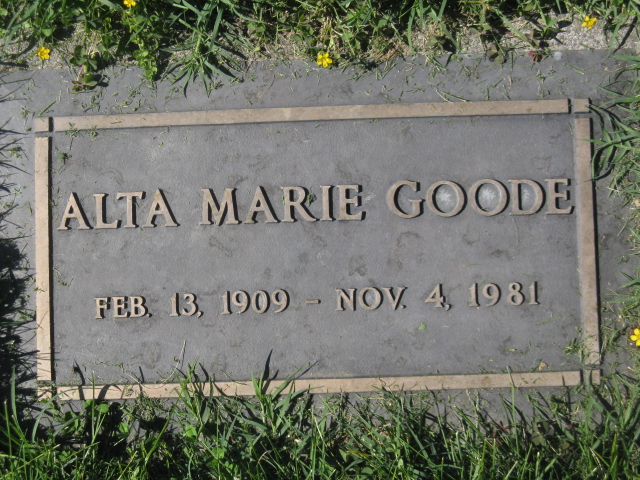 ALTA MARIE GOODE
FEB. 13, 1909 – NOV. 4, 1981